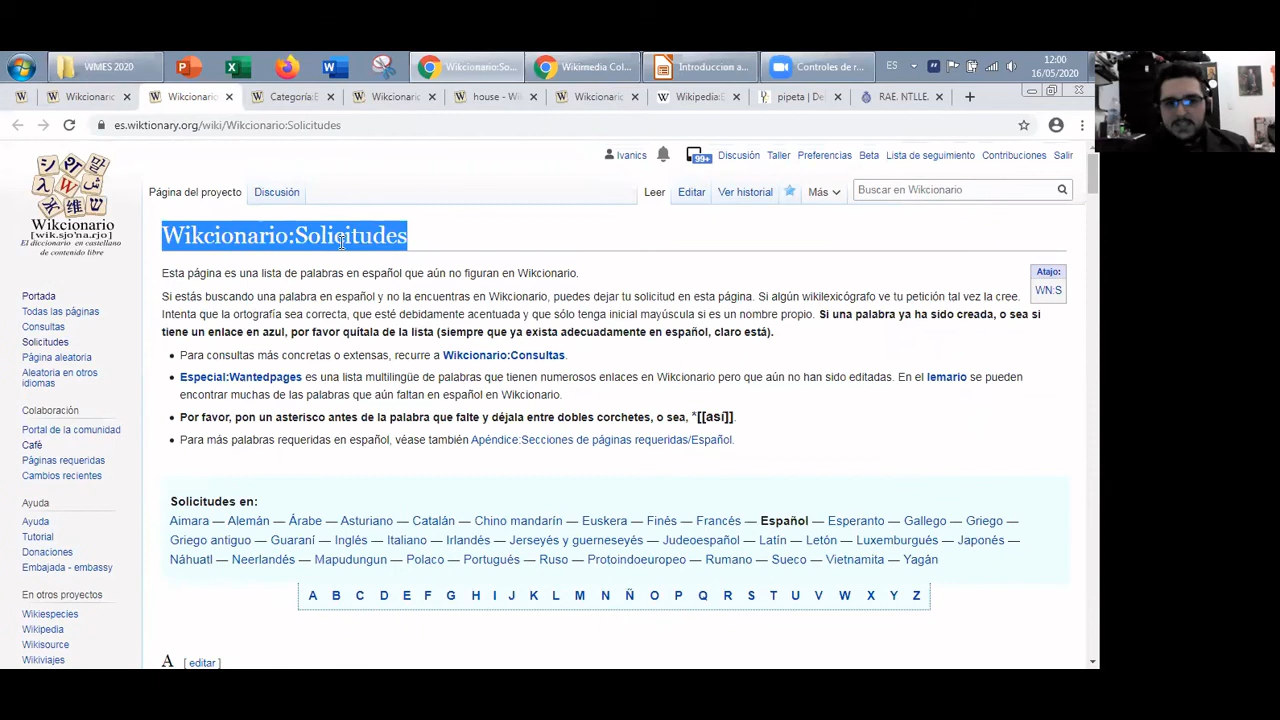 WMES 2020
Wikcionario:So...
Wikimedia Col...
Introduccion a...
Controles de r...
ES
12:00
16/05/2020
Wikcionaric
Wikcionario
Categoría:E
Wikcionario
house - Wi
Wikcionaric
Wikipedia:E
pipeta | De
RAE. NTLLE.
es.wiktionary.org/wiki/Wikcionario:Solicitudes
Ivanics
99+
Discusión
Taller
Preferencias
Beta
Lista de seguimiento
Contribuciones
Salir
Página del proyecto
Discusión
Leer
Editar
Ver historial
Más
Buscar en Wikcionario
Wikcionario
[wik.sjo'na.rjo]
El diccionario en castellano
de contenido libre
Portada
Todas las páginas
Consultas
Solicitudes
Página aleatoria
Aleatoria en otros
idiomas
Colaboración
Portal de la comunidad
Café
Páginas requeridas
Cambios recientes
Ayuda
Ayuda
Tutorial
Donaciones
Embajada - embassy
En otros proyectos
Wikiespecies
Wikipedia
Wikisource
Wikiviajes
Wikcionario:Solicitudes
Esta página es una lista de palabras en español que aún no figuran en Wikcionario.
Atajo:
WN:S
Si estás buscando una palabra en español y no la encuentras en Wikcionario, puedes dejar tu solicitud en esta página. Si algún wikilexicógrafo ve tu petición tal vez la cree.
Intenta que la ortografía sea correcta, que esté debidamente acentuada y que sólo tenga inicial mayúscula si es un nombre propio. Si una palabra ya ha sido creada, o sea si
tiene un enlace en azul, por favor quítala de la lista (siempre que ya exista adecuadamente en español, claro está).
• Para consultas más concretas o extensas, recurre a Wikcionario:Consultas.
• Especial:Wantedpages es una lista multilingüe de palabras que tienen numerosos enlaces en Wikcionario pero que aún no han sido editadas. En el lemario se pueden
encontrar muchas de las palabras que aún faltan en español en Wikcionario.
• Por favor, pon un asterisco antes de la palabra que falte y déjala entre dobles corchetes, o sea, *[[así]].
• Para más palabras requeridas en español, véase también Apéndice:Secciones de páginas requeridas/Español.
Solicitudes en:
Aimara — Alemán — Árabe — Asturiano — Catalán — Chino mandarín — Euskera — Finés — Francés — Español — Esperanto — Gallego — Griego —
Griego antiguo — Guaraní — Inglés — Italiano — Irlandés — Jerseyés y guerneseyés — Judeoespañol — Latín — Letón — Luxemburgués — Japonés —
Náhuatl — Neerlandés — Mapudungun — Polaco — Portugués — Ruso — Protoindoeuropeo — Rumano — Sueco — Vietnamita — Yagán
A B C D E F G H I J K L M N Ñ O P Q R S T U V W X Y Z
A [ editar ]